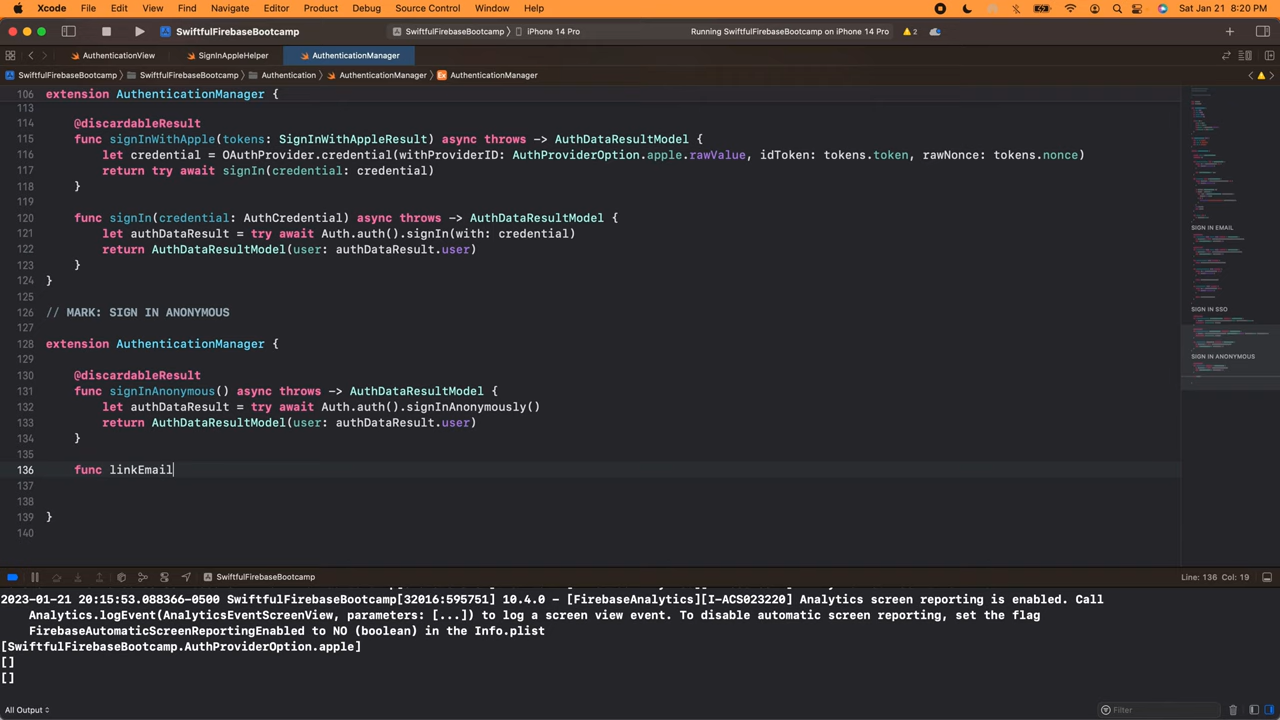 Xcode File Edit View Find Navigate Editor Product Debug Source Control Window Help Sat Jan 21 8:20 PM
SwiftfulFirebaseBootcamp SwiftfulFirebaseBootcamp 〉 iPhone 14 Pro Running SwiftfulFirebaseBootcamp on iPhone 14 Pro 2
AuthenticationView SignInAppleHelper AuthenticationManager
SwiftfulFirebaseBootcamp 〉 SwiftfulFirebaseBootcamp 〉 Authentication 〉 AuthenticationManager 〉 Ex AuthenticationManager
106 extension AuthenticationManager {
113
114 @discardableResult
115 func signInWithApple(tokens: SignInWithAppleResult) async throws -> AuthDataResultModel {
116 let credential = OAuthProvider.credential(withProviderID: AuthProviderOption.apple.rawValue, idToken: tokens.token, rawNonce: tokens.nonce)
117 return try await signIn(credential: credential)
118 }
119
120 func signIn(credential: AuthCredential) async throws -> AuthDataResultModel {
121 let authDataResult = try await Auth.auth().signIn(with: credential)
122 return AuthDataResultModel(user: authDataResult.user)
123 }
124 }
125
126 // MARK: SIGN IN ANONYMOUS
127
128 extension AuthenticationManager {
129
130 @discardableResult
131 func signInAnonymous() async throws -> AuthDataResultModel {
132 let authDataResult = try await Auth.auth().signInAnonymously()
133 return AuthDataResultModel(user: authDataResult.user)
134 }
135
136 func linkEmail
137
138
139 }
140
SIGN IN EMAIL
SIGN IN SSO
SIGN IN ANONYMOUS
SwiftfulFirebaseBootcamp Line: 136 Col: 19
2023-01-21 20:15:53.088366-0500 SwiftfulFirebaseBootcamp[32016:595751] 10.4.0 - [FirebaseAnalytics][I-ACS023220] Analytics screen reporting is enabled. Call
Analytics.logEvent(AnalyticsEventScreenView, parameters: [...]) to log a screen view event. To disable automatic screen reporting, set the flag
FirebaseAutomaticScreenReportingEnabled to NO (boolean) in the Info.plist
[SwiftfulFirebaseBootcamp.AuthProviderOption.apple]
[]
[]
All Output Filter